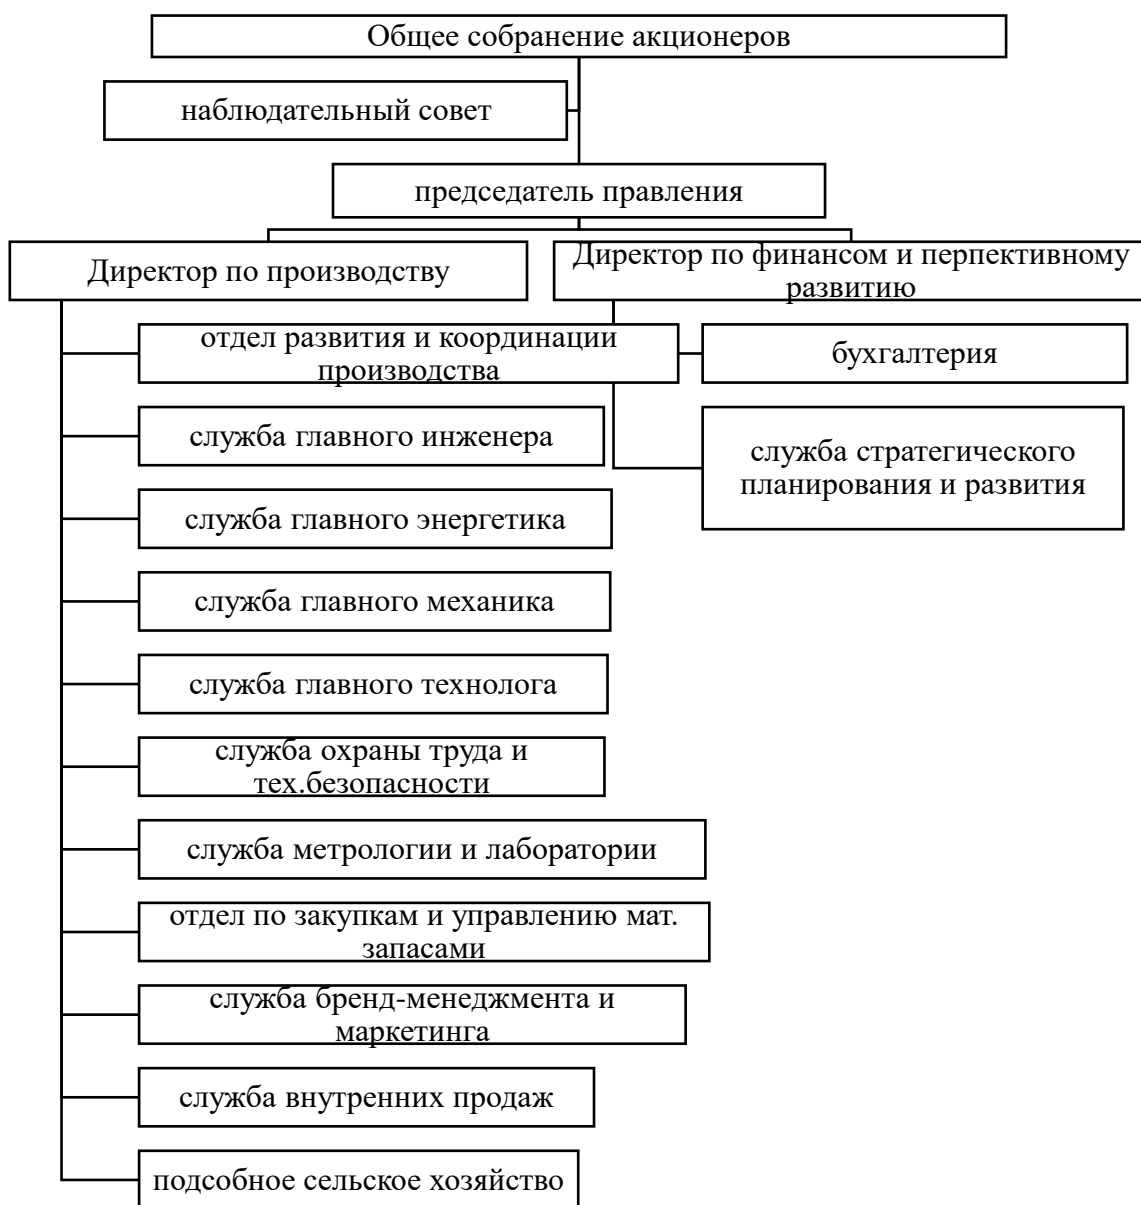 Общее собранение акционеров
наблюдательный совет
председатель правления
Директор по производству
Директор по финансом и перпективному
развитию
отдел развития и координации
производства
бухгалтерия
служба главного инженера
служба стратегического
планирования и развития
служба главного энергетика
служба главного механика
служба главного технолога
служба охраны труда и
тех.безопасности
служба метрологии и лаборатории
отдел по закупкам и управлению мат.
запасами
служба бренд-менеджмента и
маркетинга
служба внутренних продаж
подсобное сельское хозяйство